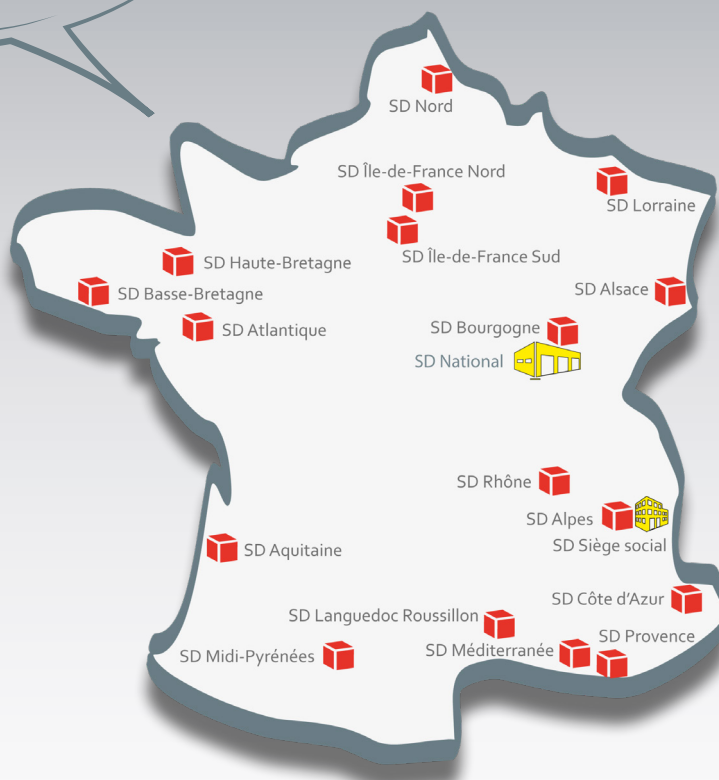 SD Nord
SD Île-de-France Nord
SD Lorraine
SD Île-de-France Sud
SD Haute-Bretagne
SD Basse-Bretagne
SD Alsace
SD Atlantique
SD Bourgogne
SD National
SD Rhône
SD Alpes
SD Siège social
SD Aquitaine
SD Côte d'Azur
SD Languedoc Roussillon
SD Provence
SD Méditerranée
SD Midi-Pyrénées